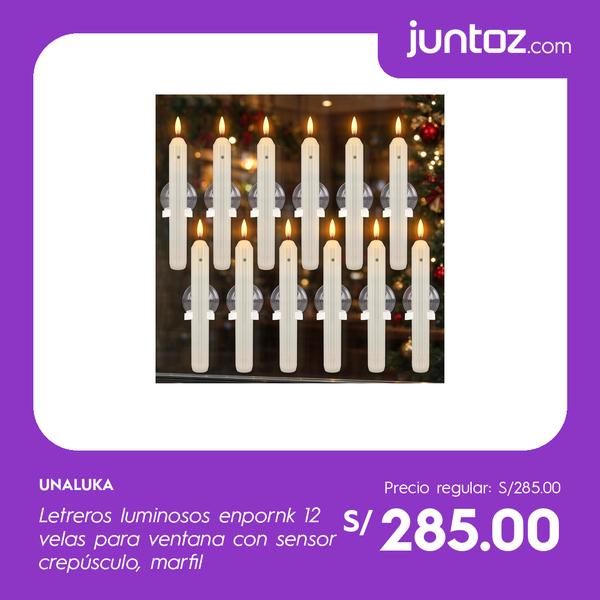 juntoz.com
UNALUKA
Letreros luminosos enpornk 12
velas para ventana con sensor
crepúsculo, marfil
Precio regular: S/285.00
S/ 285.00